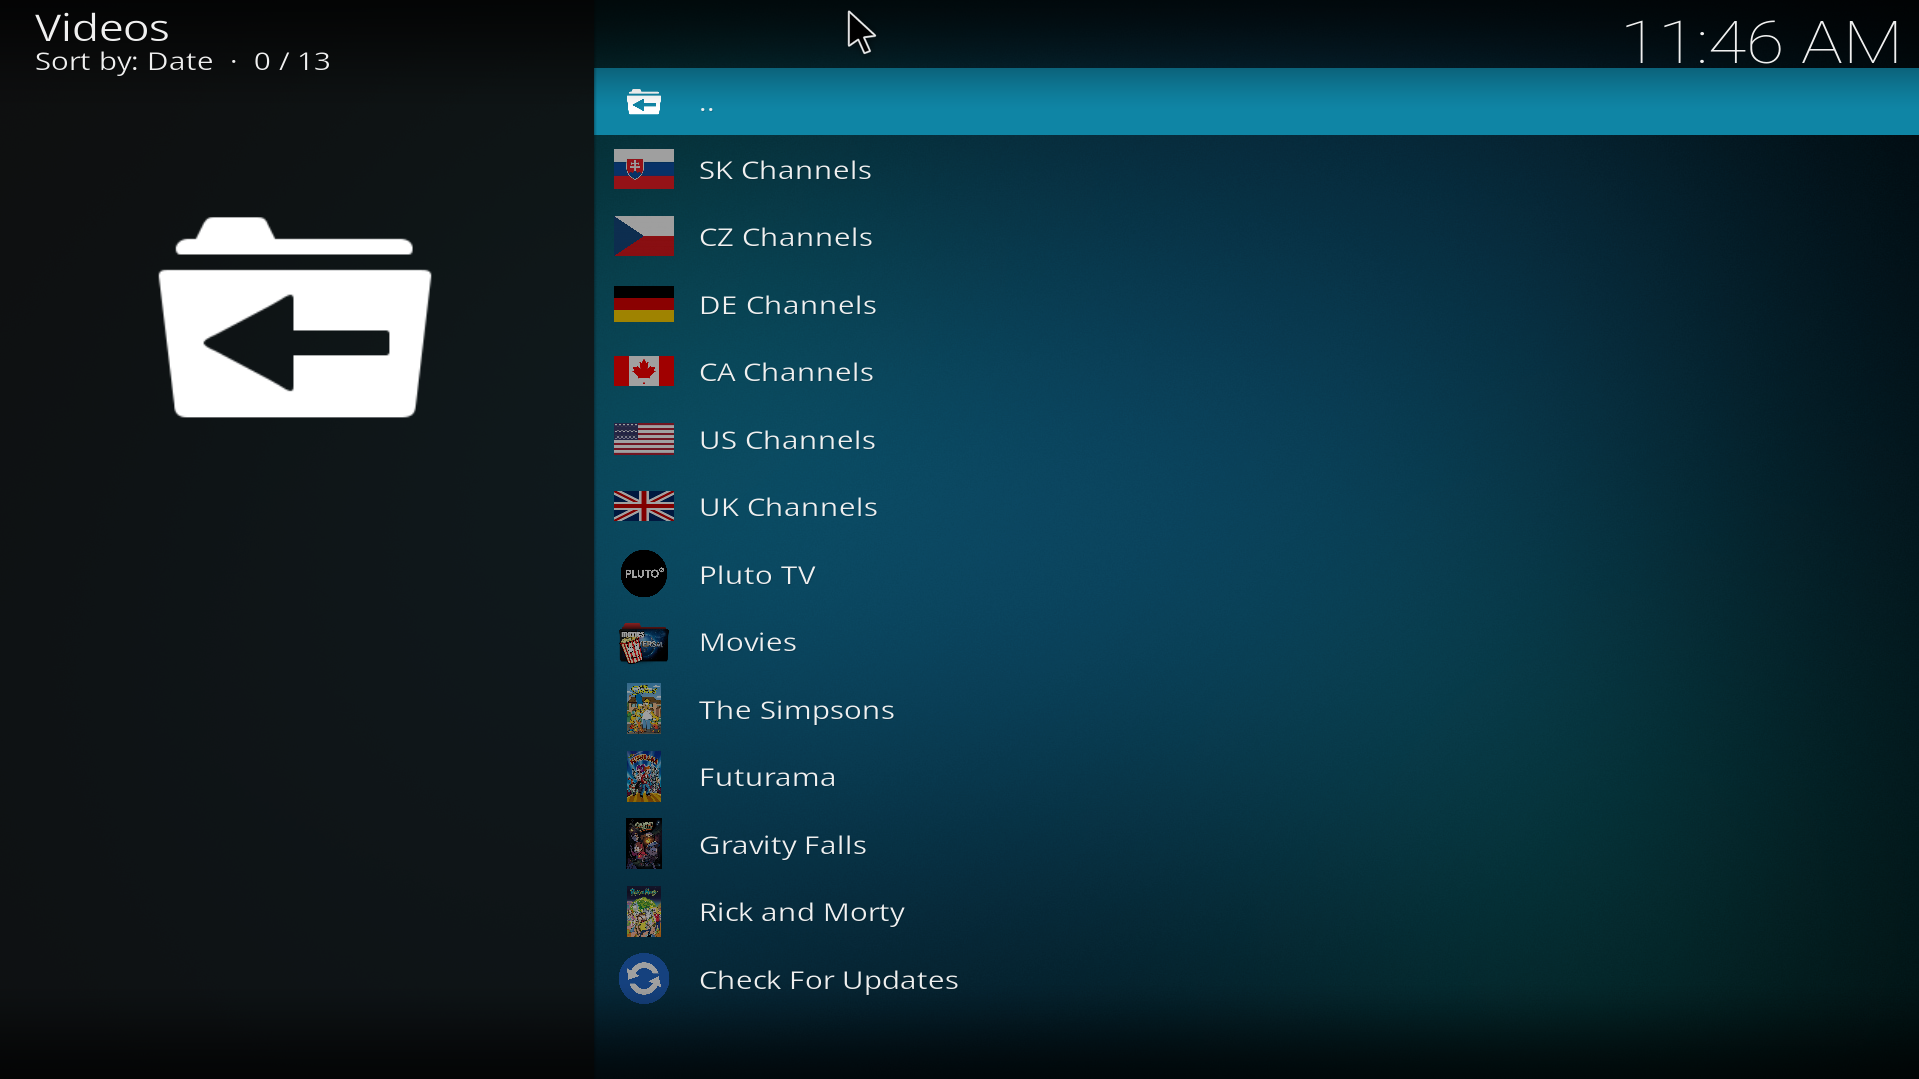 Videos
Sort by: Date · 0 / 13
11:46 AM
..
SK Channels
CZ Channels
DE Channels
CA Channels
US Channels
UK Channels
PLUTO
Pluto TV
MOVIES
Movies
The Simpsons
Futurama
Gravity Falls
Rick and Morty
Check For Updates